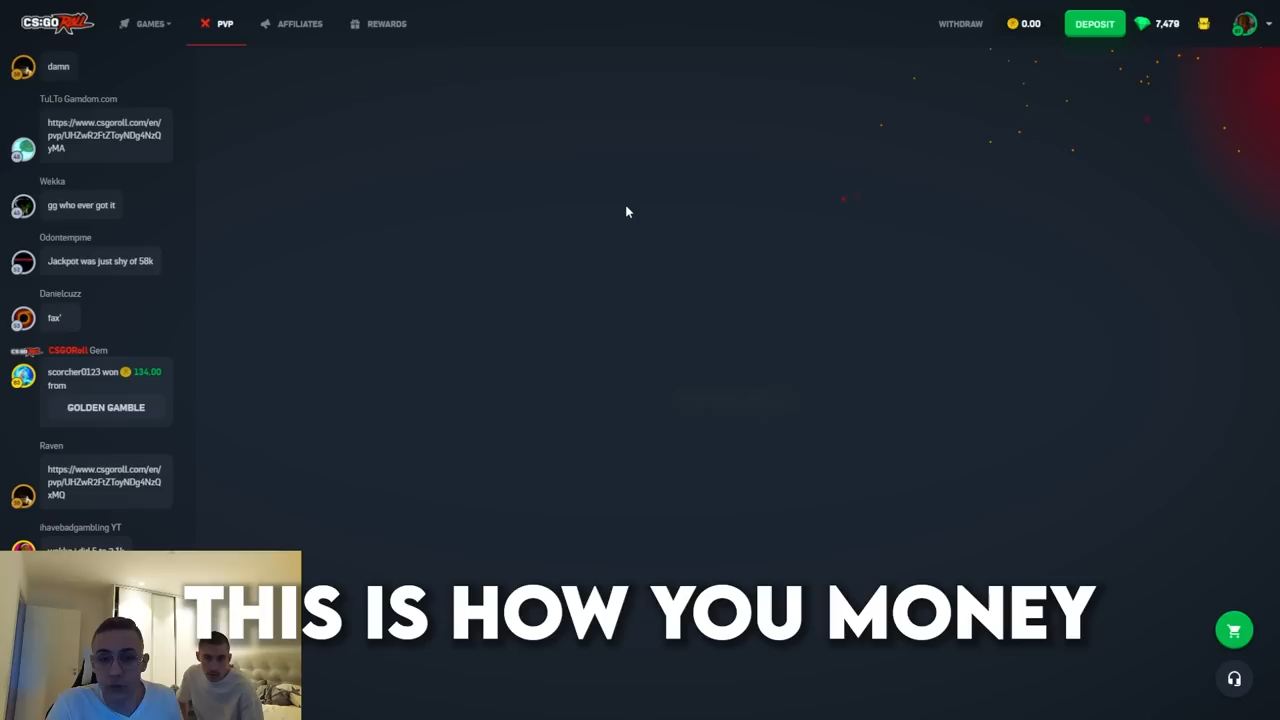 CS:GO ROLL
GAMES
PVP
AFFILIATES
REWARDS
WITHDRAW
0.00
DEPOSIT
7,479
damn
TuLTo Gamdom.com
https://www.csgoroll.com/en/
pvp/UHZwR2FtZToyNDg4NzQ
yMA
Wekka
gg who ever got it
Odontempme
Jackpot was just shy of 58k
Danielcuzz
fax'
CSGORoll Gem
scorcher0123 won 134.00
from
GOLDEN GAMBLE
Raven
https://www.csgoroll.com/en/
pvp/UHZwR2FtZToyNDg4NzQ
xMQ
ihavebadgambling YT
THIS IS HOW YOU MONEY